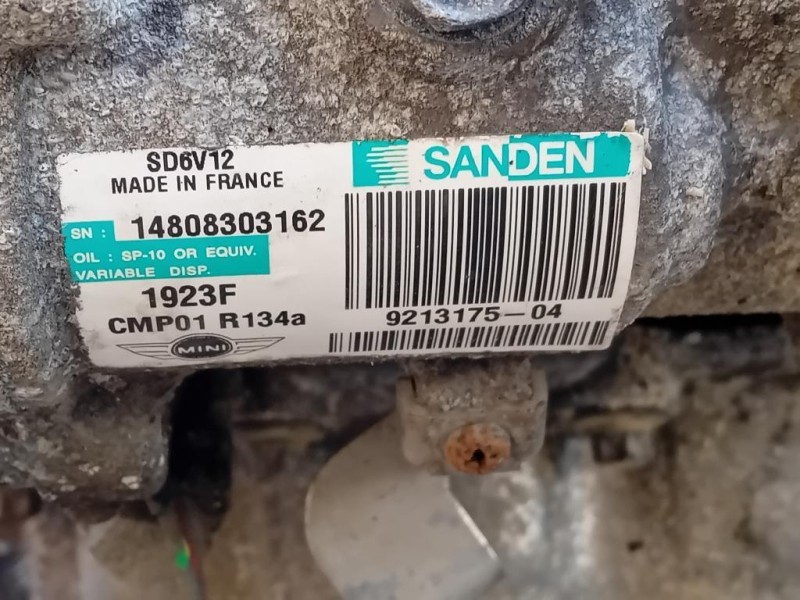 SD6V12
MADE IN FRANCE
SANDEN
SN : 14808303162
OIL : SP-10 OR EQUIV.
VARIABLE DISP.
1923F
CMP01 R134a
9213175-04
MINI